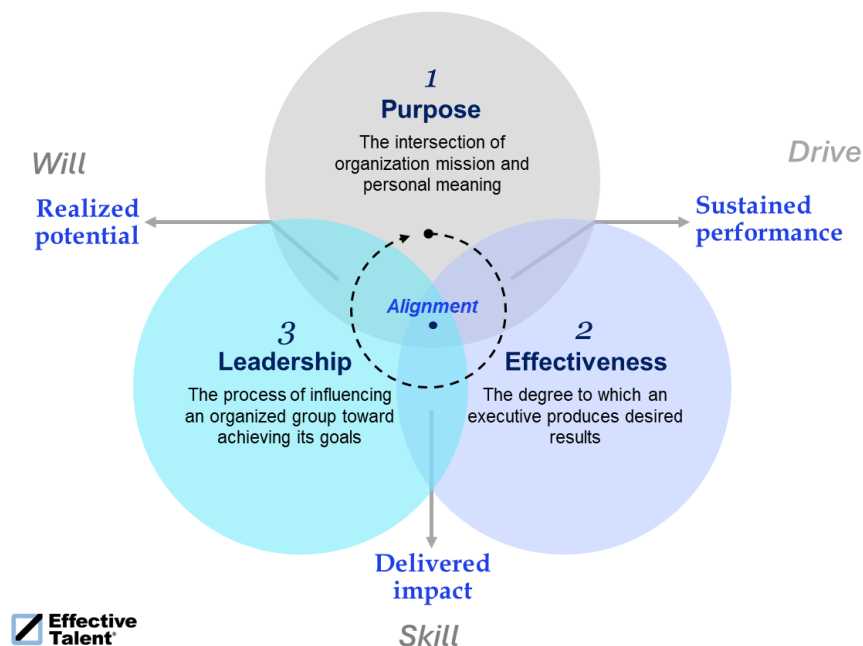 1
Purpose
The intersection of
organization mission and
personal meaning
Will
Drive
Realized
potential
Sustained
performance
Alignment
3
Leadership
The process of influencing
an organized group toward
achieving its goals
2
Effectiveness
The degree to which an
executive produces desired
results
Delivered
impact
Skill
Effective
Talent®